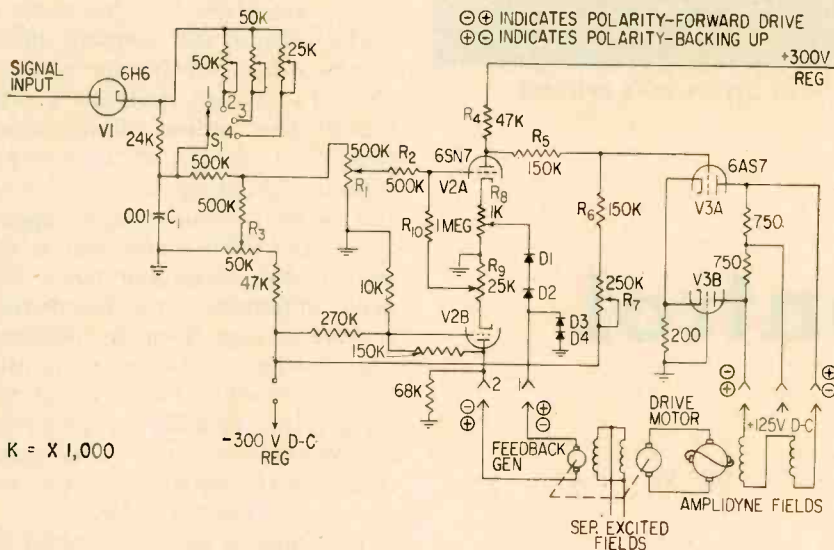 ⊖⊕ INDICATES POLARITY-FORWARD DRIVE
⊕⊖ INDICATES POLARITY-BACKING UP
SIGNAL
INPUT
6H6
V1
50K
50K
25K
1
2
3
4
S1
24K
500K
0.01
C1
500K
R3
50K
47K
500K
R1
R2
500K
10K
270K
150K
68K
-300 V D-C
REG
K = X 1,000
+300V
REG
R4
47K
6SN7
V2A
R5
150K
R8
1K
R10
1 MEG
R9
25K
V2B
D1
D2
D3
D4
R6
150K
250K
R7
6AS7
V3A
750
750
V3B
200
2
1
⊖
⊕
⊕
⊖
⊖
⊕
⊕
⊖
FEEDBACK
GEN
DRIVE
MOTOR
+125V D-C
AMPLIDYNE FIELDS
SEP. EXCITED
FIELDS